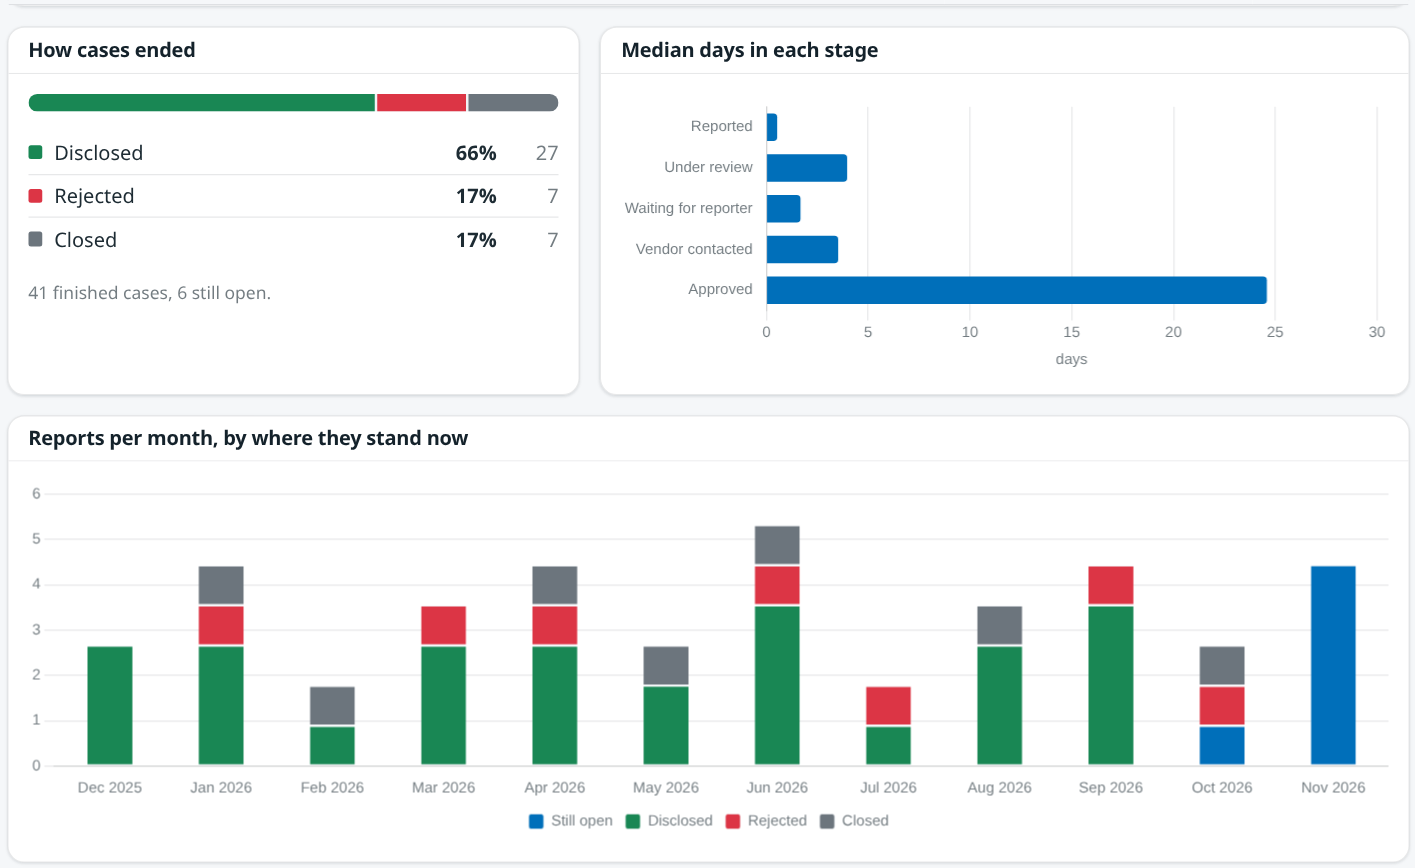 How cases ended
Disclosed 66% 27
Rejected 17% 7
Closed 17% 7
41 finished cases, 6 still open.
Median days in each stage
Reported
Under review
Waiting for reporter
Vendor contacted
Approved
0 5 10 15 20 25 30
days
Reports per month, by where they stand now
6
5
4
3
2
1
0
Dec 2025 Jan 2026 Feb 2026 Mar 2026 Apr 2026 May 2026 Jun 2026 Jul 2026 Aug 2026 Sep 2026 Oct 2026 Nov 2026
Still open Disclosed Rejected Closed